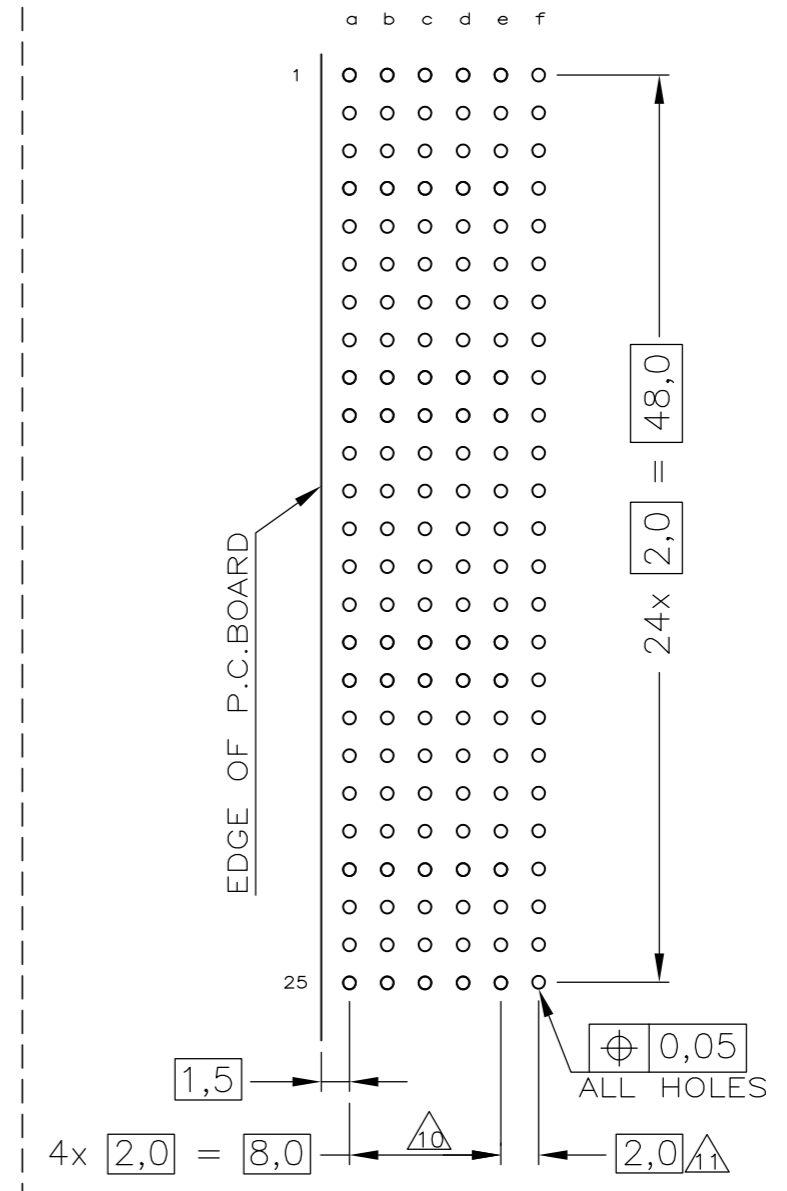 a b c d e f
1
24x 2,0 = 48,0
EDGE OF P.C.BOARD
25
0,05
ALL HOLES
1,5
4x 2,0 = 8,0
10
2,0 11